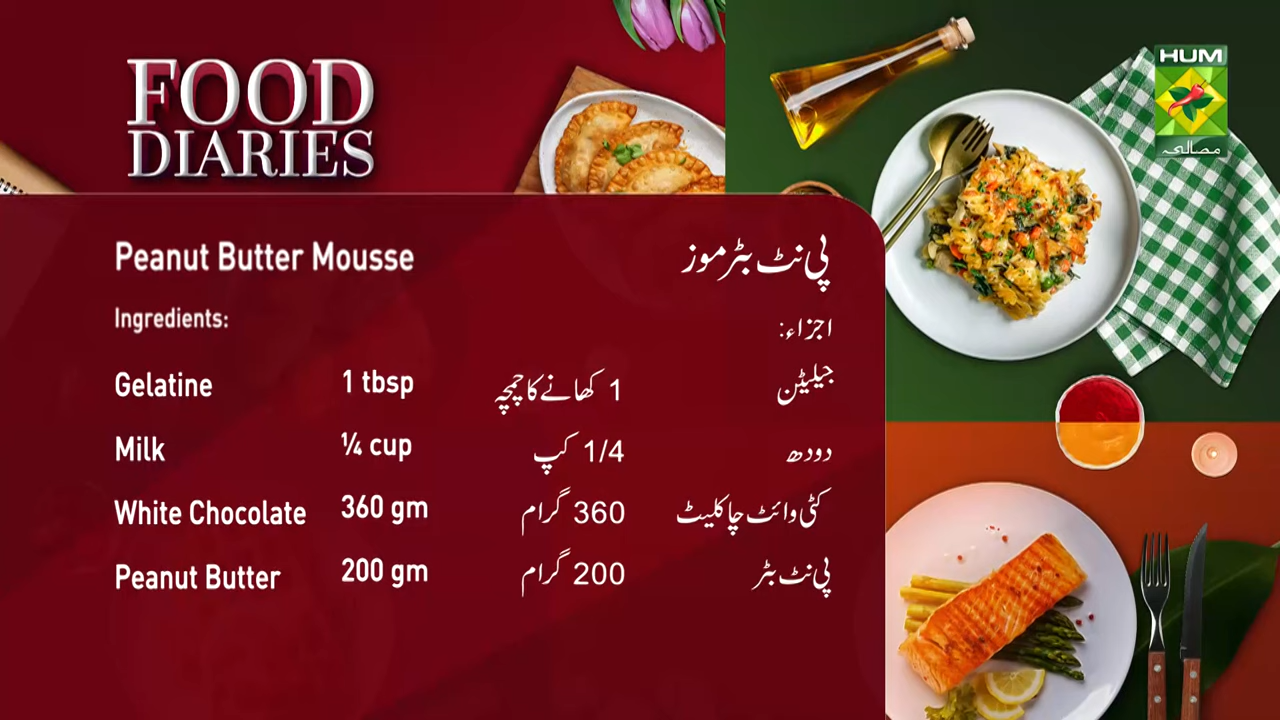 FOOD
DIARIES
HUM
مصالحہ
Peanut Butter Mousse پی نٹ بٹر موز
Ingredients: اجزاء:
Gelatine 1 tbsp 1 کھانے کا چمچہ جیلیٹن
Milk ¼ cup 1/4 کپ دودھ
White Chocolate 360 gm 360 گرام کٹی وائٹ چاکلیٹ
Peanut Butter 200 gm 200 گرام پی نٹ بٹر